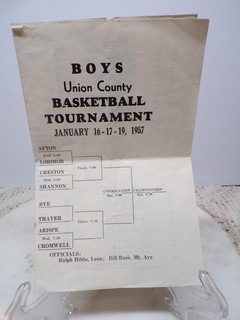 BOYS
Union County
BASKETBALL
TOURNAMENT
JANUARY 16-17-19, 1957
AFTON
LORIMOR
CRESTON
SHANNON
CONSOLATION CHAMPIONSHIP
BYE
THAYER
ARISPE
CROMWELL
OFFICIALS:
Ralph Hibbs, Leon; Bill Rusk, Mt. Ayr